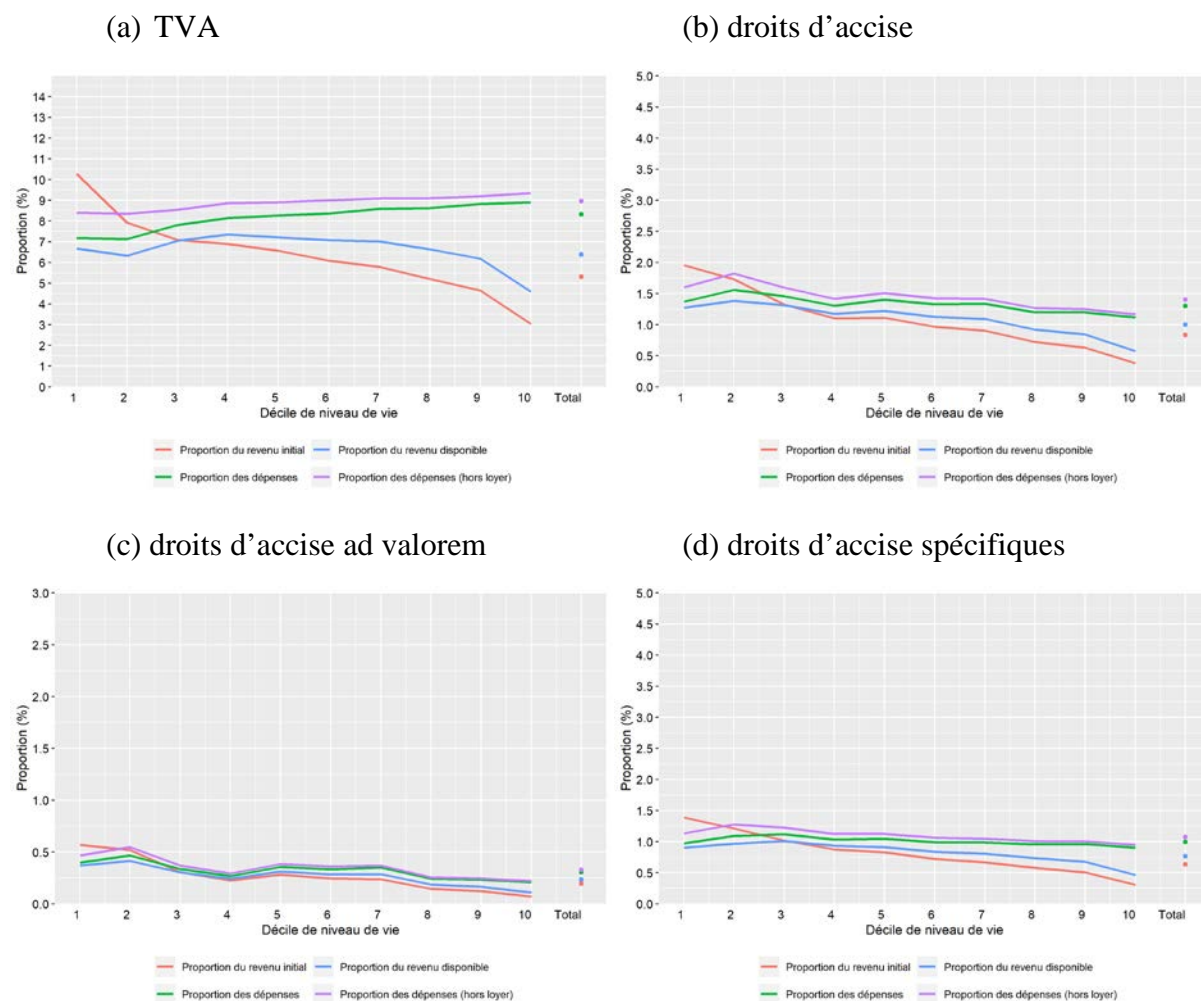 (a) TVA
(b) droits d’accise
14
13
12
11
10
9
8
7
6
5
4
3
2
1
0
Proportion (%)
1 2 3 4 5 6 7 8 9 10 Total
Décile de niveau de vie
Proportion du revenu initial Proportion du revenu disponible
Proportion des dépenses Proportion des dépenses (hors loyer)
5.0
4.5
4.0
3.5
3.0
2.5
2.0
1.5
1.0
0.5
0.0
Proportion (%)
1 2 3 4 5 6 7 8 9 10 Total
Décile de niveau de vie
Proportion du revenu initial Proportion du revenu disponible
Proportion des dépenses Proportion des dépenses (hors loyer)
(c) droits d’accise ad valorem
(d) droits d’accise spécifiques
3.0
2.5
2.0
1.5
1.0
0.5
0.0
Proportion (%)
1 2 3 4 5 6 7 8 9 10 Total
Décile de niveau de vie
Proportion du revenu initial Proportion du revenu disponible
Proportion des dépenses Proportion des dépenses (hors loyer)
5.0
4.5
4.0
3.5
3.0
2.5
2.0
1.5
1.0
0.5
0.0
Proportion (%)
1 2 3 4 5 6 7 8 9 10 Total
Décile de niveau de vie
Proportion du revenu initial Proportion du revenu disponible
Proportion des dépenses Proportion des dépenses (hors loyer)